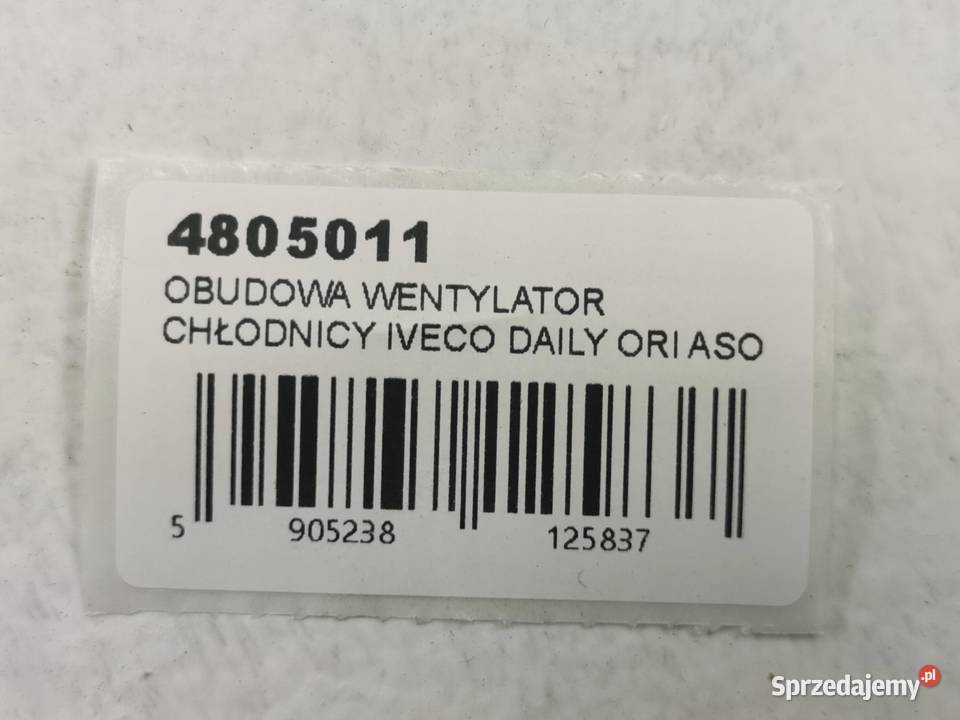 4805011
OBUDOWA WENTYLATOR
CHŁODNICY IVECO DAILY ORI ASO
5 905238 125837
Sprzedajemy.pl